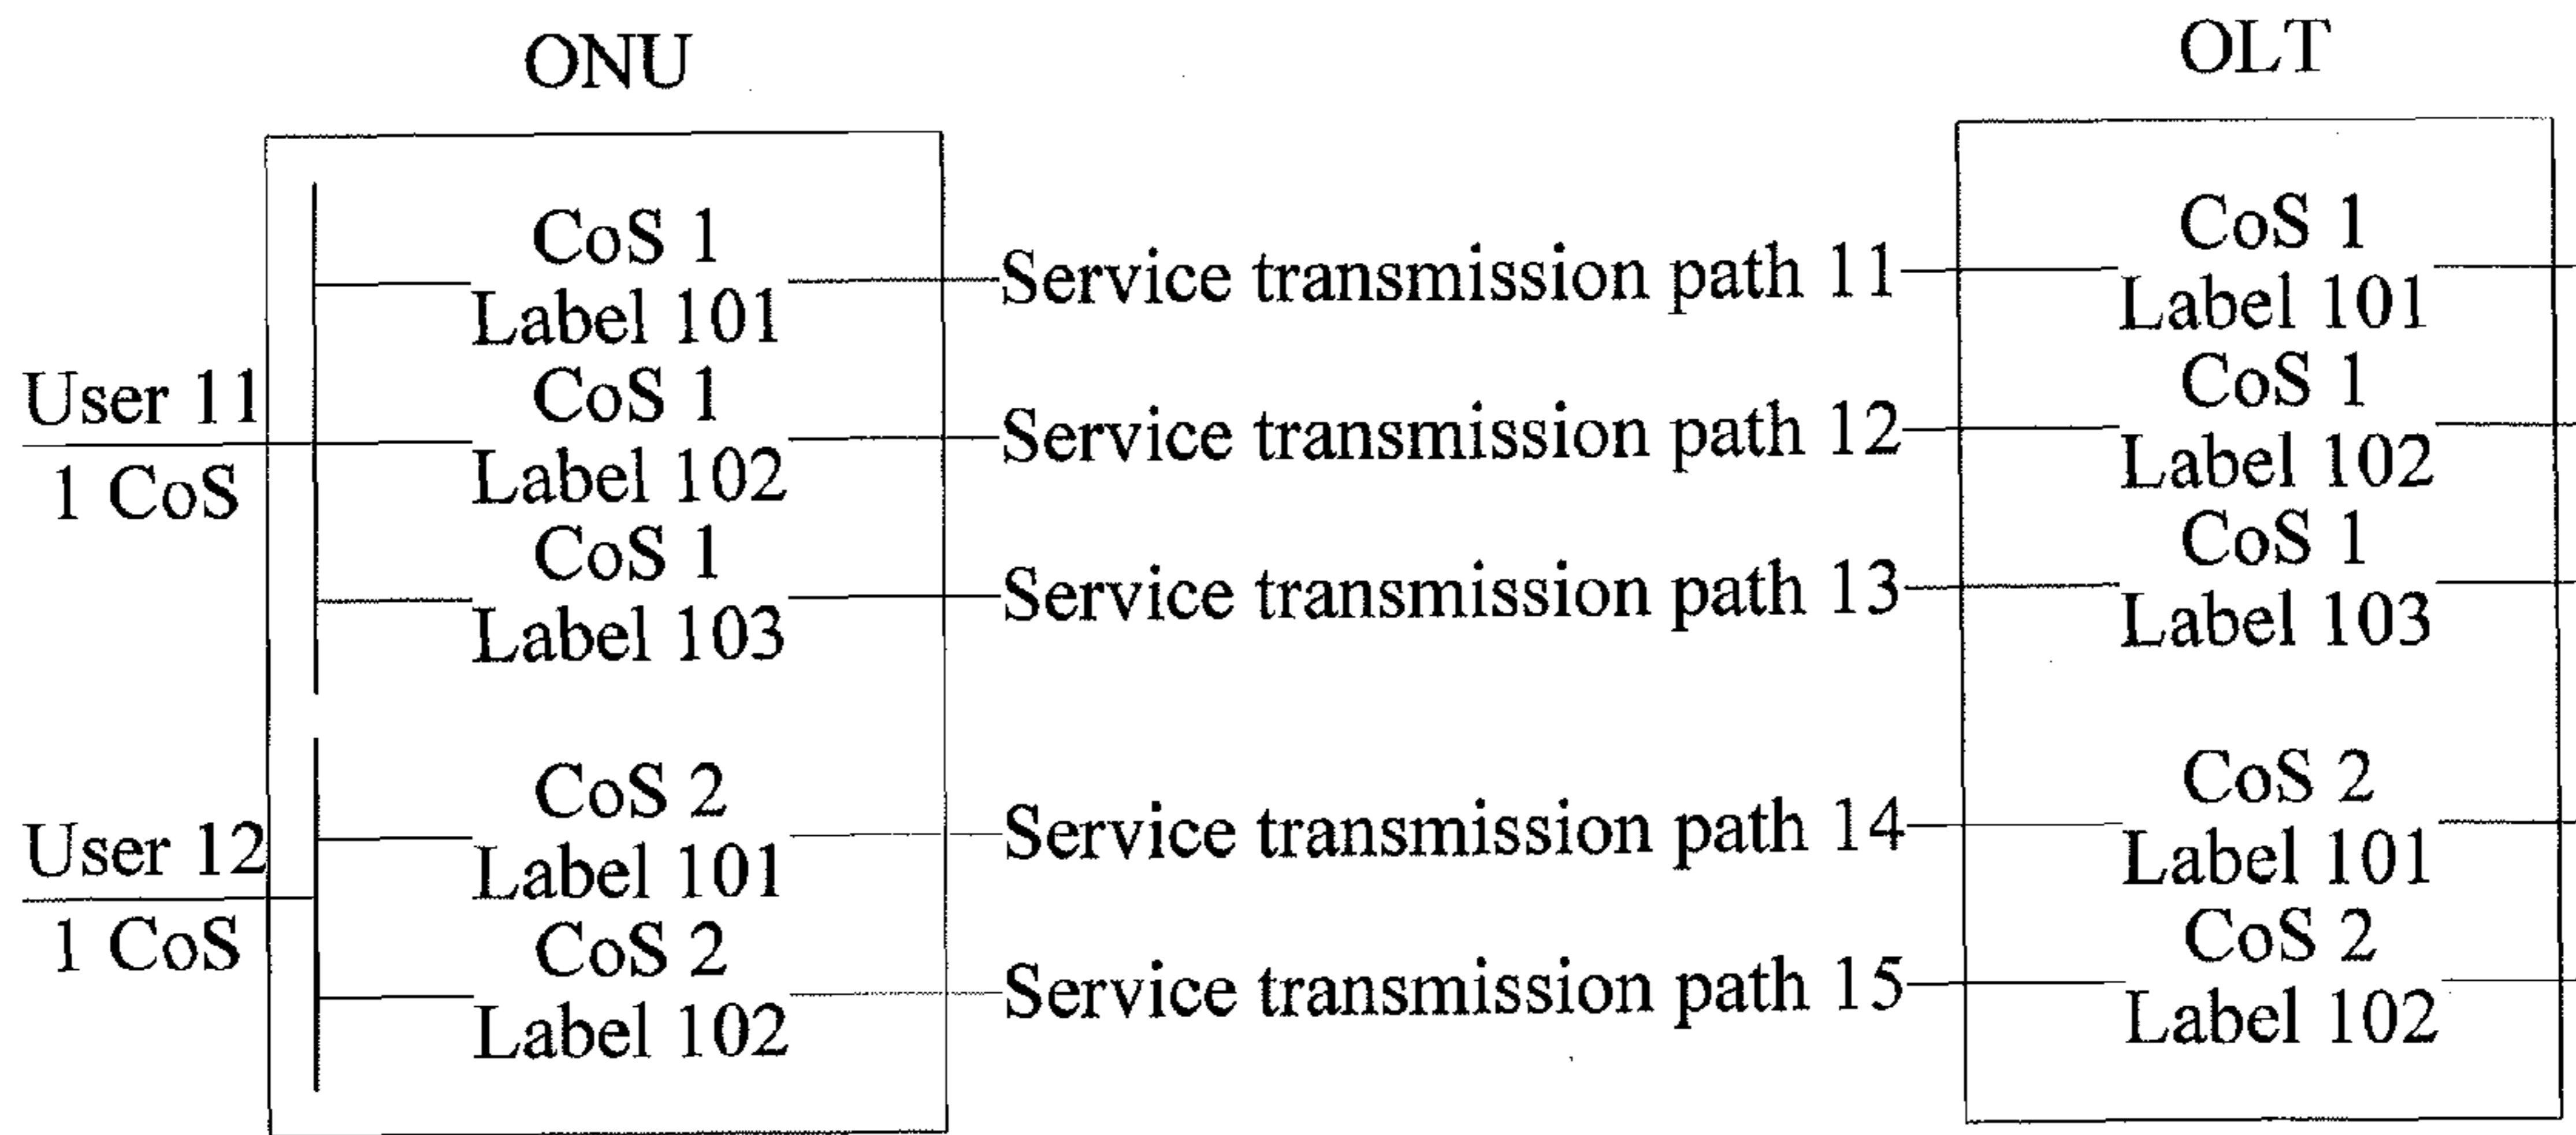 ONU
OLT
CoS 1
Label 101
Service transmission path 11
CoS 1
Label 101
User 11
1 CoS
CoS 1
Label 102
Service transmission path 12
CoS 1
Label 102
CoS 1
Label 103
Service transmission path 13
CoS 1
Label 103
CoS 2
Label 101
Service transmission path 14
CoS 2
Label 101
User 12
1 CoS
CoS 2
Label 102
Service transmission path 15
CoS 2
Label 102